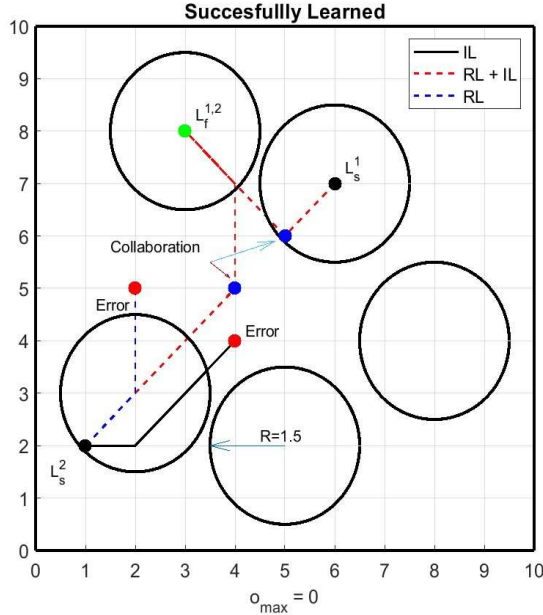 Succesfullly Learned
10
9
8
7
6
5
4
3
2
1
0
IL
RL + IL
RL
L_f^{1,2}
L_s^1
Collaboration
Error
Error
R=1.5
L_s^2
0 1 2 3 4 5 6 7 8 9 10
o_{max} = 0